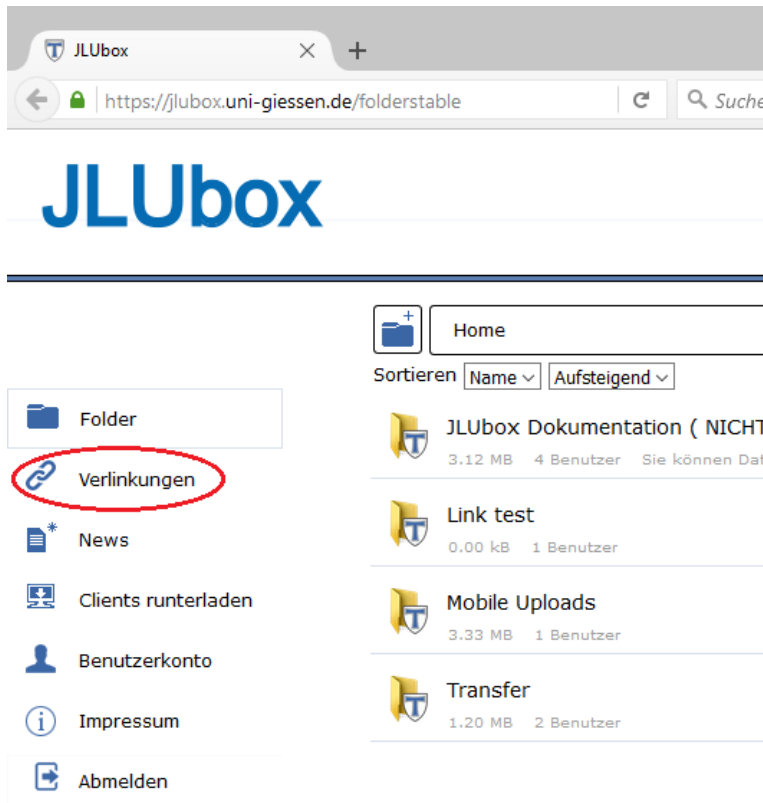 JLUbox
https://jlubox.uni-giessen.de/folderstable
Suche
JLUbox
Home
Sortieren Name Aufsteigend
Folder
Verlinkungen
News
Clients runterladen
Benutzerkonto
Impressum
Abmelden
JLUbox Dokumentation ( NICHT
3.12 MB 4 Benutzer Sie können Dat
Link test
0.00 kB 1 Benutzer
Mobile Uploads
3.33 MB 1 Benutzer
Transfer
1.20 MB 2 Benutzer